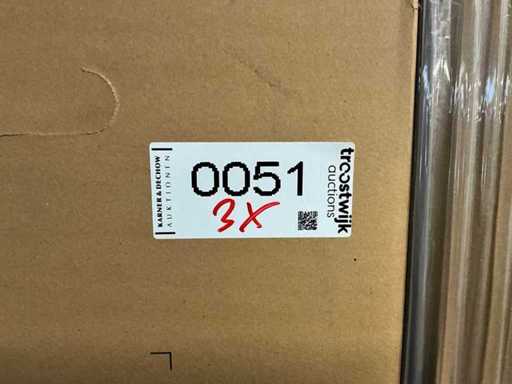 KARNER & DECHOW
AUKTIONEN
0051
3X
troostwijk
auctions